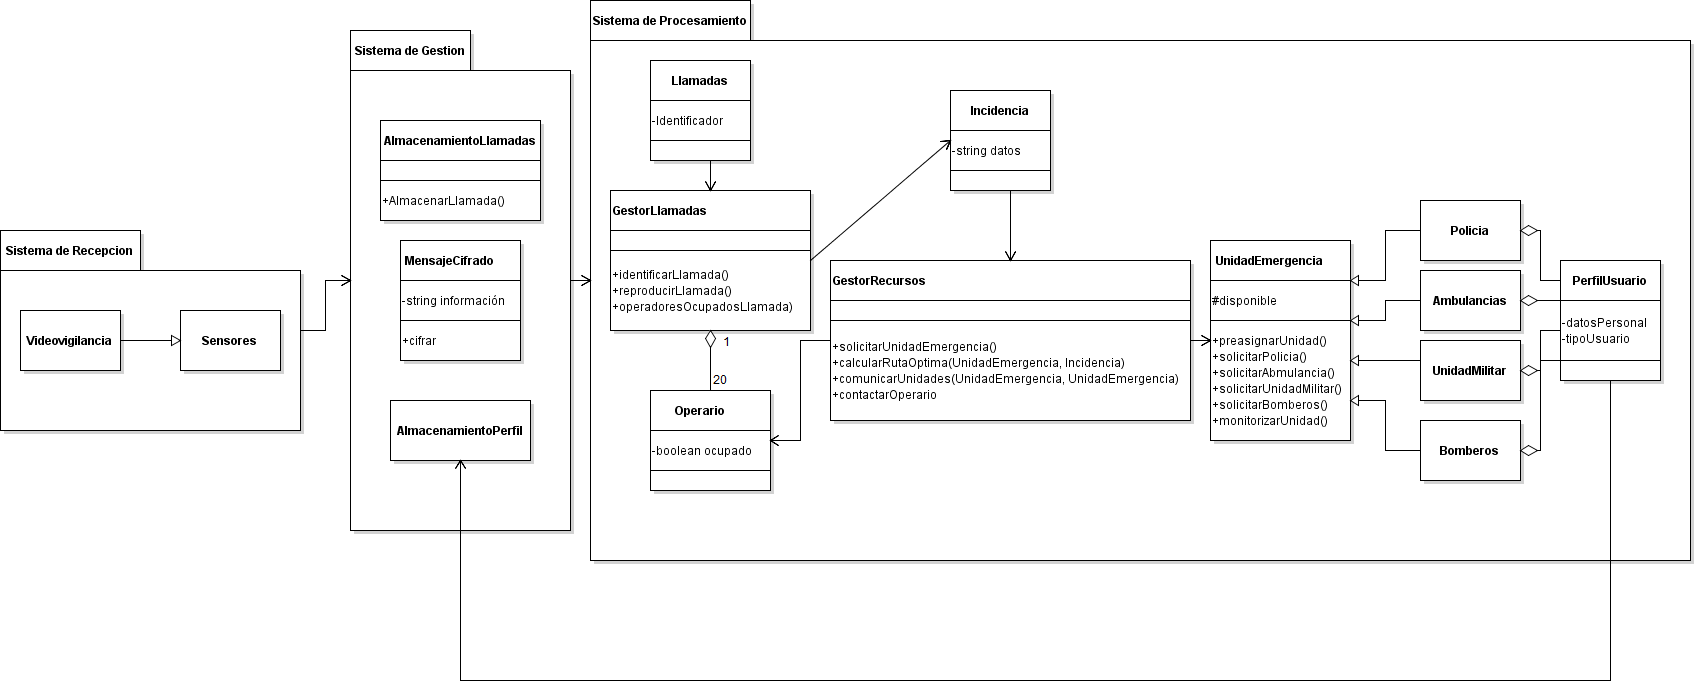 Sistema de Recepcion
Videovigilancia
Sensores
Sistema de Gestion
AlmacenamientoLlamadas
+AlmacenarLlamada()
MensajeCifrado
-string información
+cifrar
AlmacenamientoPerfil
Sistema de Procesamiento
Llamadas
-Identificador
GestorLlamadas
+identificarLlamada()
+reproducirLlamada()
+operadoresOcupadosLlamada)
1
20
Operario
-boolean ocupado
Incidencia
-string datos
GestorRecursos
+solicitarUnidadEmergencia()
+calcularRutaOptima(UnidadEmergencia, Incidencia)
+comunicarUnidades(UnidadEmergencia, UnidadEmergencia)
+contactarOperario
UnidadEmergencia
#disponible
+preasignarUnidad()
+solicitarPolicia()
+solicitarAbmulancia()
+solicitarUnidadMilitar()
+solicitarBomberos()
+monitorizarUnidad()
Policia
Ambulancias
UnidadMilitar
Bomberos
PerfilUsuario
-datosPersonal
-tipoUsuario